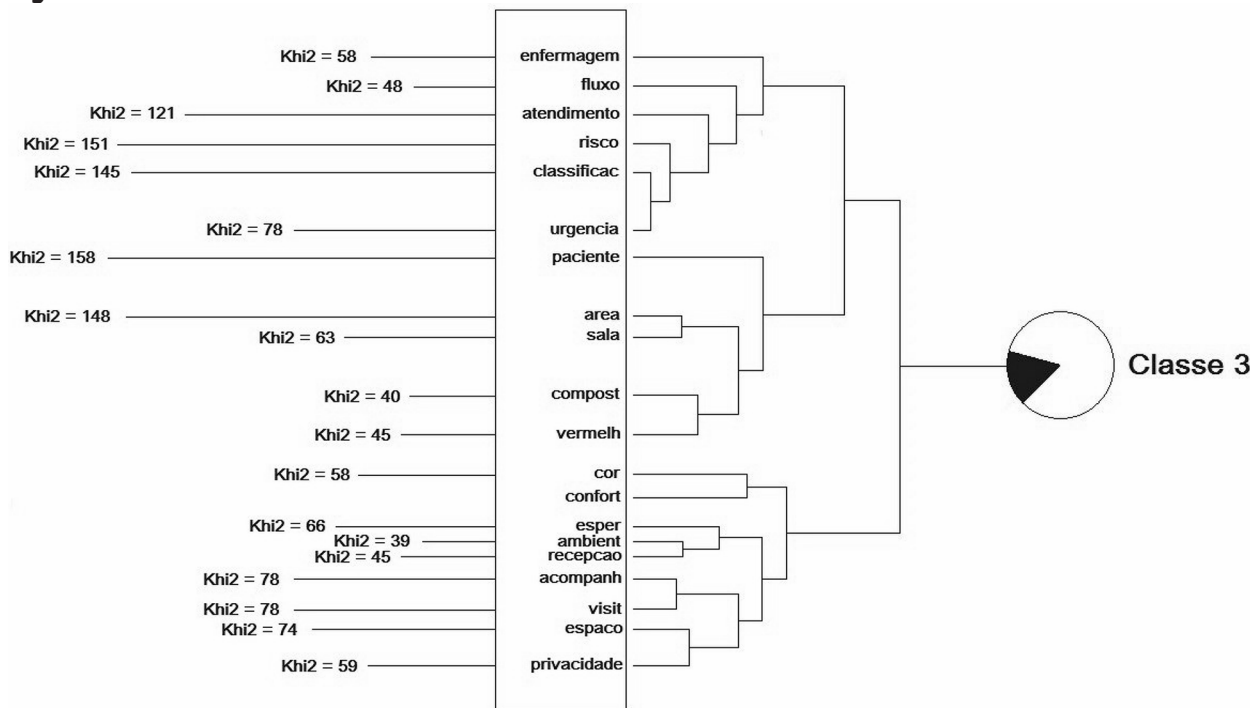 Khi2 = 58 enfermagem
Khi2 = 48 fluxo
Khi2 = 121 atendimento
Khi2 = 151 risco
Khi2 = 145 classificac
Khi2 = 78 urgencia
Khi2 = 158 paciente
Khi2 = 148 area
Khi2 = 63 sala
Classe 3
Khi2 = 40 compost
Khi2 = 45 vermelh
Khi2 = 58 cor
confort
Khi2 = 66 esper
Khi2 = 39 ambient
Khi2 = 45 recepcao
Khi2 = 78 acompanh
Khi2 = 78 visit
Khi2 = 74 espaco
Khi2 = 59 privacidade